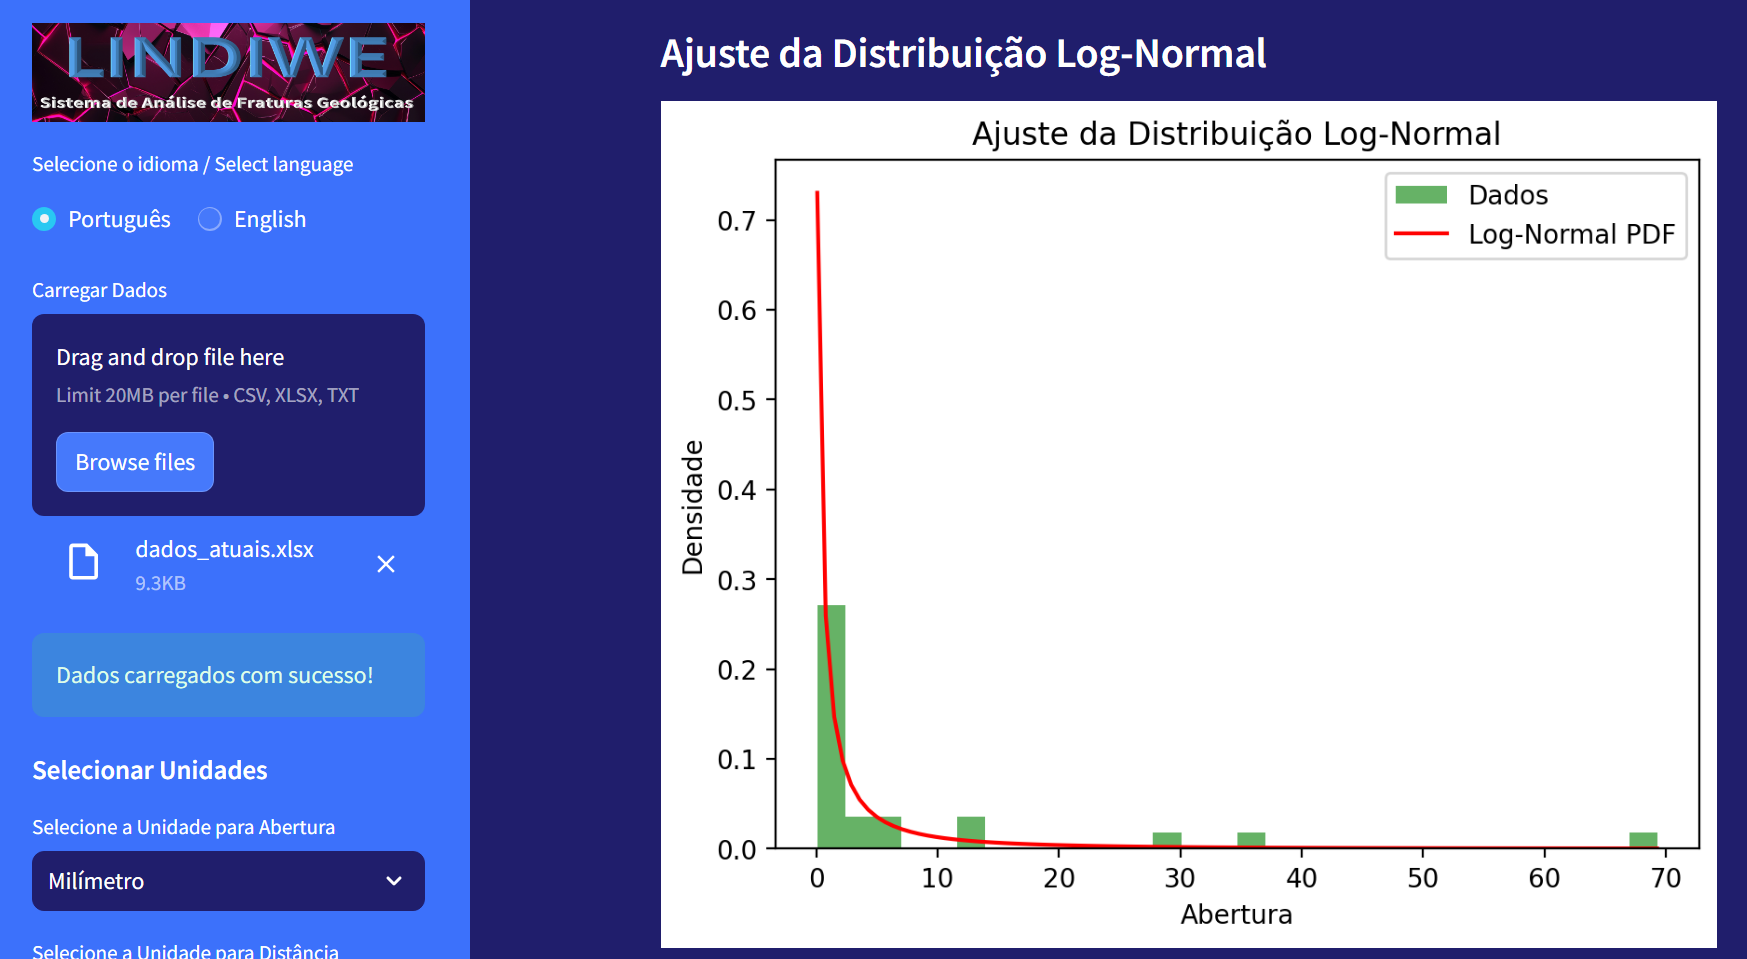 LINDIWE
Sistema de Análise de Fraturas Geológicas
Selecione o idioma / Select language
Português
English
Carregar Dados
Drag and drop file here
Limit 20MB per file • CSV, XLSX, TXT
Browse files
dados_atuais.xlsx
9.3KB
Dados carregados com sucesso!
Selecionar Unidades
Selecione a Unidade para Abertura
Milímetro
Selecione a Unidade para Distância
Ajuste da Distribuição Log-Normal
Ajuste da Distribuição Log-Normal
Dados
Log-Normal PDF
Densidade
0.7
0.6
0.5
0.4
0.3
0.2
0.1
0.0
0 10 20 30 40 50 60 70
Abertura